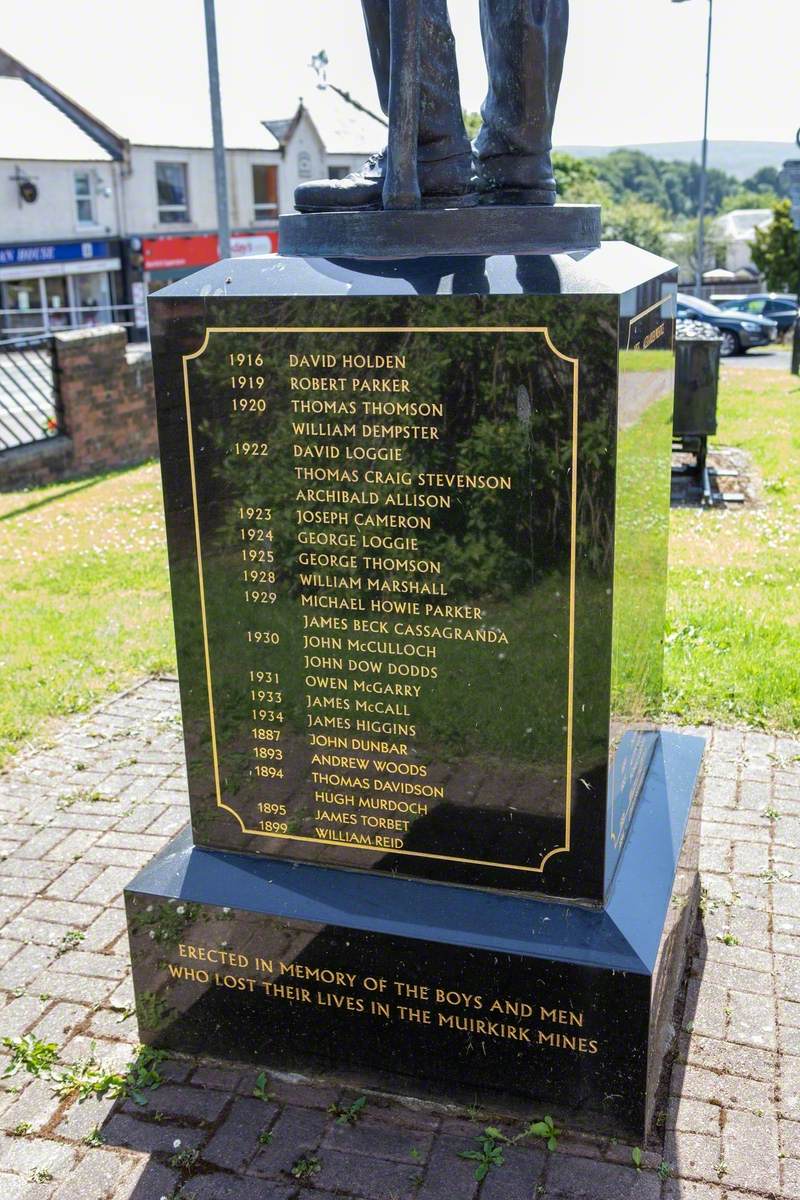 AN HOUSE
1916 DAVID HOLDEN
1919 ROBERT PARKER
1920 THOMAS THOMSON
WILLIAM DEMPSTER
1922 DAVID LOGGIE
THOMAS CRAIG STEVENSON
ARCHIBALD ALLISON
1923 JOSEPH CAMERON
1924 GEORGE LOGGIE
1925 GEORGE THOMSON
1928 WILLIAM MARSHALL
1929 MICHAEL HOWIE PARKER
JAMES BECK CASSAGRANDA
1930 JOHN McCULLOCH
JOHN DOW DODDS
1931 OWEN McGARRY
1933 JAMES McCALL
1934 JAMES HIGGINS
1887 JOHN DUNBAR
1893 ANDREW WOODS
1894 THOMAS DAVIDSON
HUGH MURDOCH
1895 JAMES TORBET
1899 WILLIAM REID
ERECTED IN MEMORY OF THE BOYS AND MEN
WHO LOST THEIR LIVES IN THE MUIRKIRK MINES